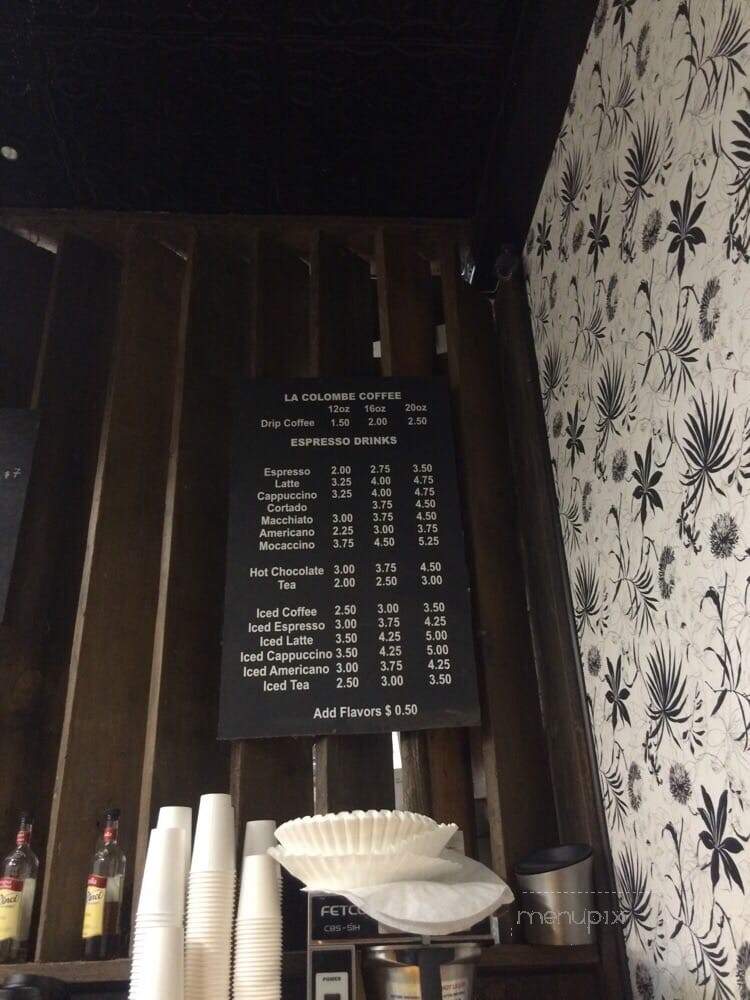 LA COLOMBE COFFEE
12oz 16oz 20oz
Drip Coffee 1.50 2.00 2.50
ESPRESSO DRINKS
Espresso 2.00 2.75 3.50
Latte 3.25 4.00 4.75
Cappuccino 3.25 4.00 4.75
Cortado 3.75 4.50
Macchiato 3.00 3.75 4.50
Americano 2.25 3.00 3.75
Mocaccino 3.75 4.50 5.25
Hot Chocolate 3.00 3.75 4.50
Tea 2.00 2.50 3.00
Iced Coffee 2.50 3.00 3.50
Iced Espresso 3.00 3.75 4.25
Iced Latte 3.50 4.25 5.00
Iced Cappuccino 3.50 4.25 5.00
Iced Americano 3.00 3.75 4.25
Iced Tea 2.50 3.00 3.50
Add Flavors $ 0.50
$7
FETCO
CBS-51H
POWER
menupix